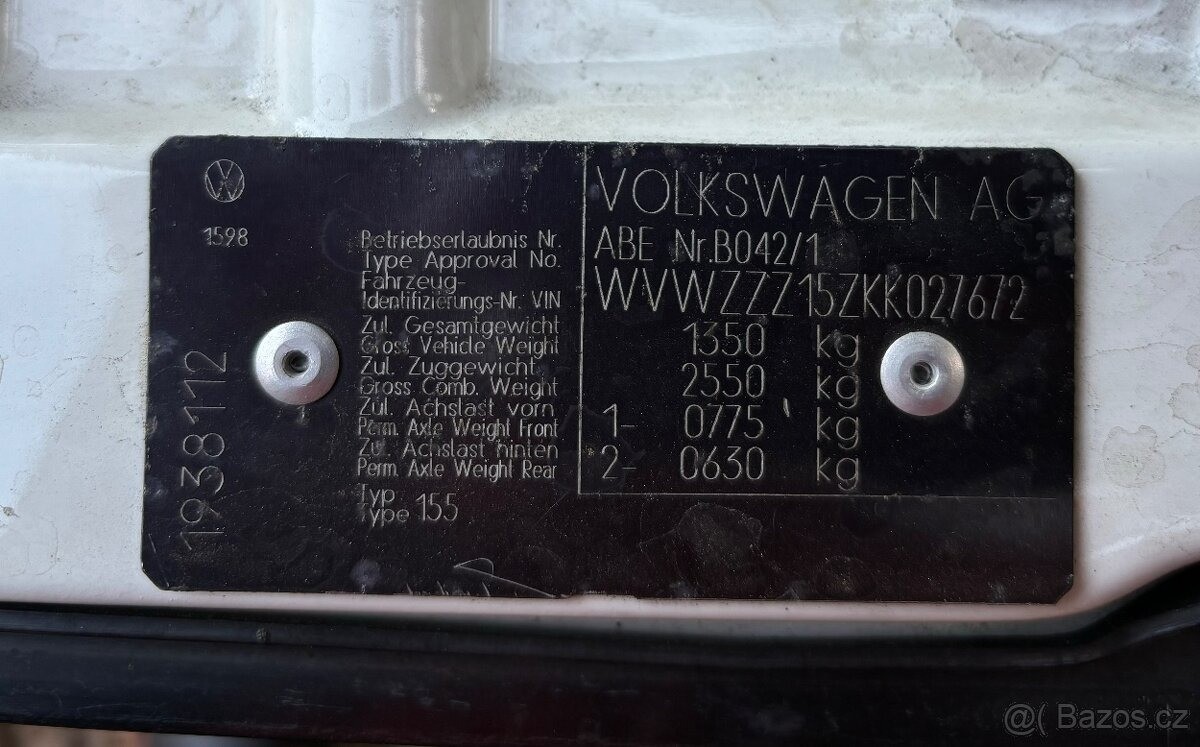 VOLKSWAGEN AG
1598
Betriebserlaubnis Nr.
Type Approval No.
ABE Nr.B042/1
Fahrzeug-
Identifizierungs-Nr. VIN
WVWZZZ15ZKK027672
Zul. Gesamtgewicht
Gross Vehicle Weight
1350 kg
Zul. Zuggewicht
Gross Comb. Weight
2550 kg
Zul. Achslast vorn
Perm. Axle Weight Front
1- 0775 kg
Zul. Achslast hinten
Perm. Axle Weight Rear
2- 0630 kg
Typ
Type 155
1938112
@( Bazos.cz